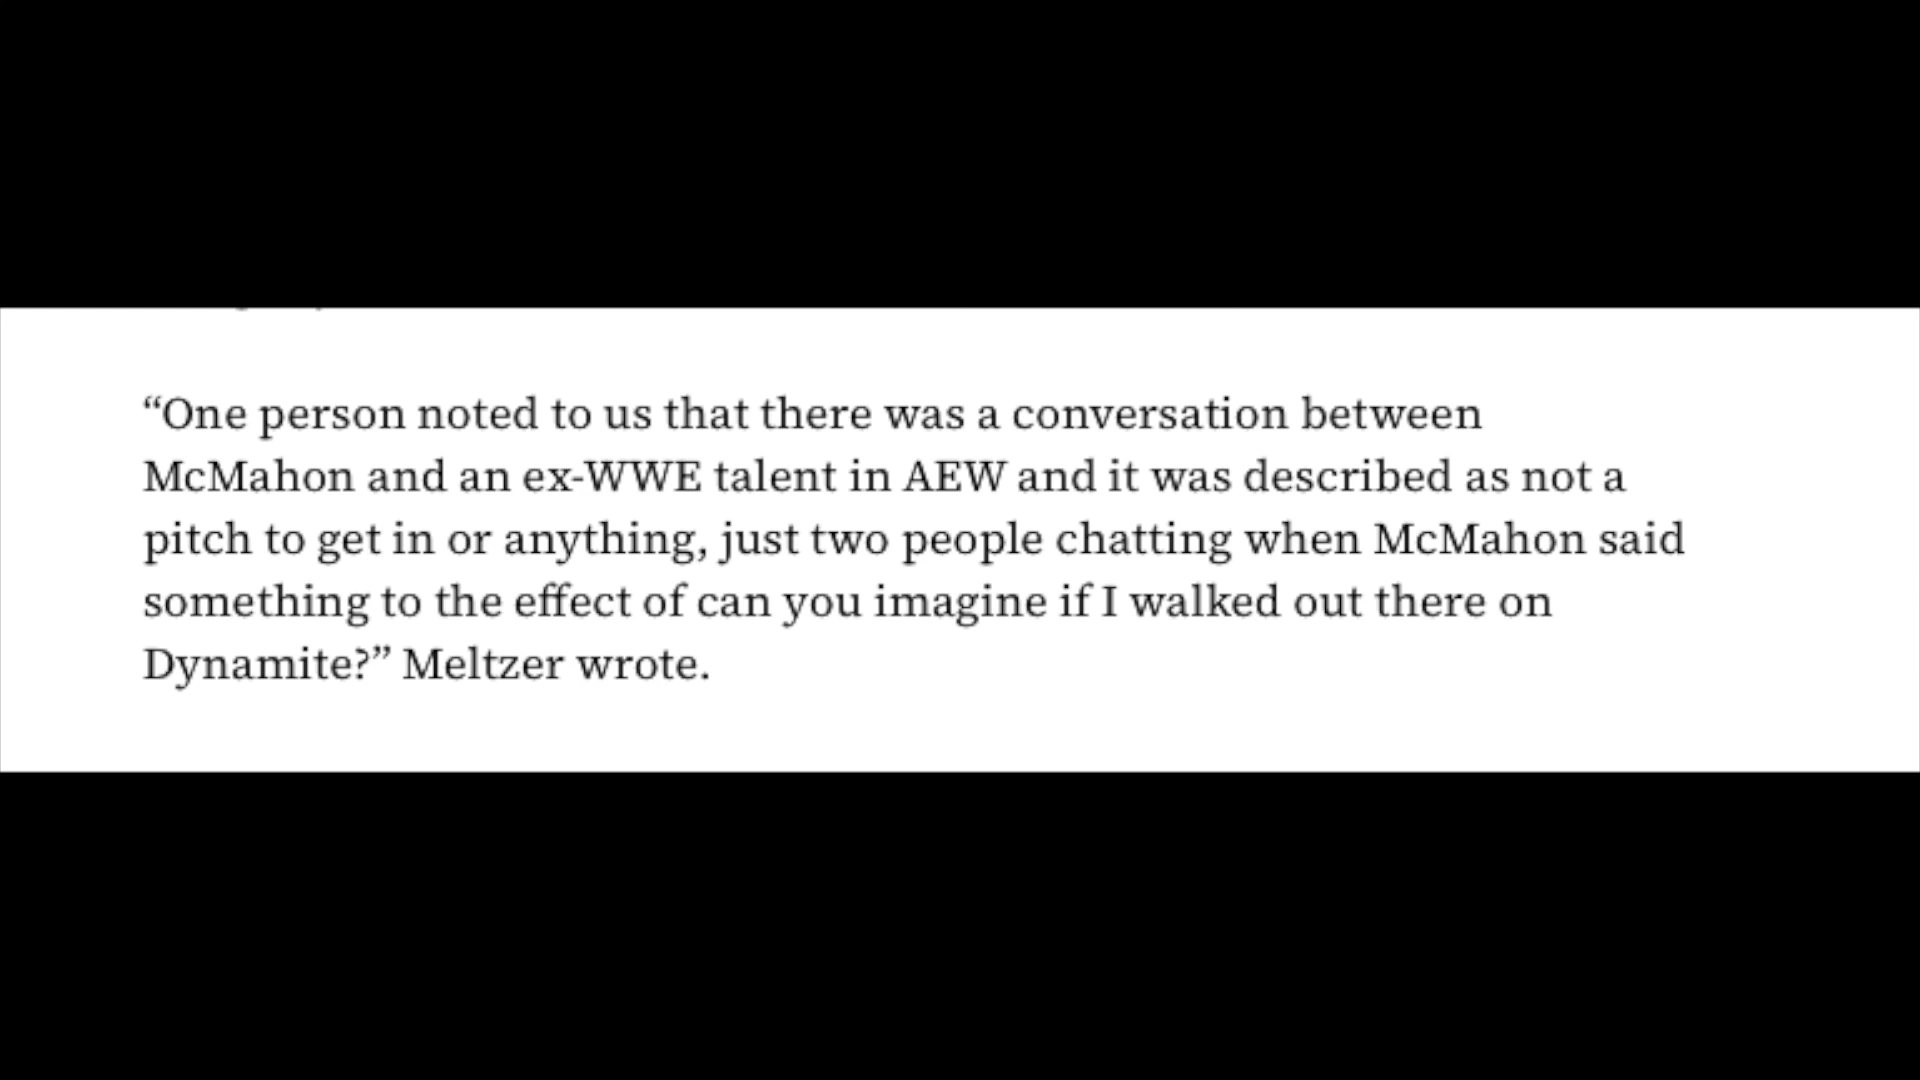 “One person noted to us that there was a conversation between
McMahon and an ex-WWE talent in AEW and it was described as not a
pitch to get in or anything, just two people chatting when McMahon said
something to the effect of can you imagine if I walked out there on
Dynamite?” Meltzer wrote.